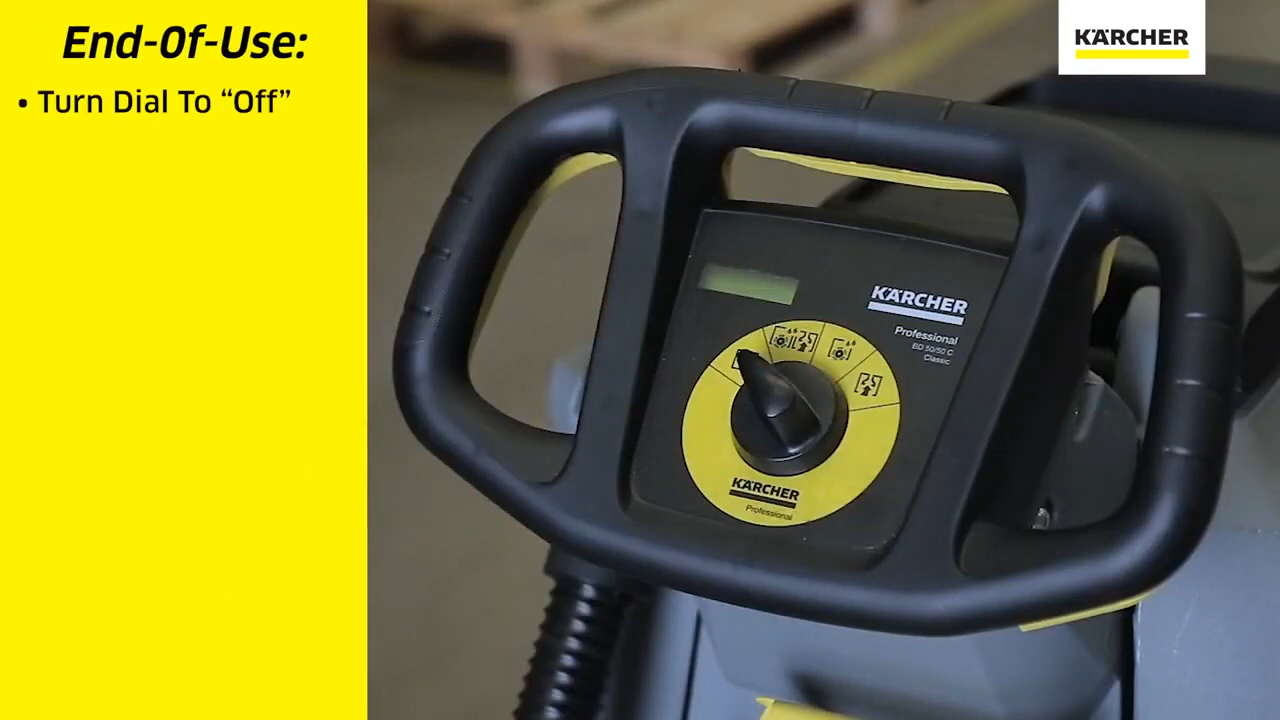 End-Of-Use:
• Turn Dial To “Off”
KÄRCHER
KÄRCHER
Professional
BD 50/50 C
Classic
KÄRCHER
Professional